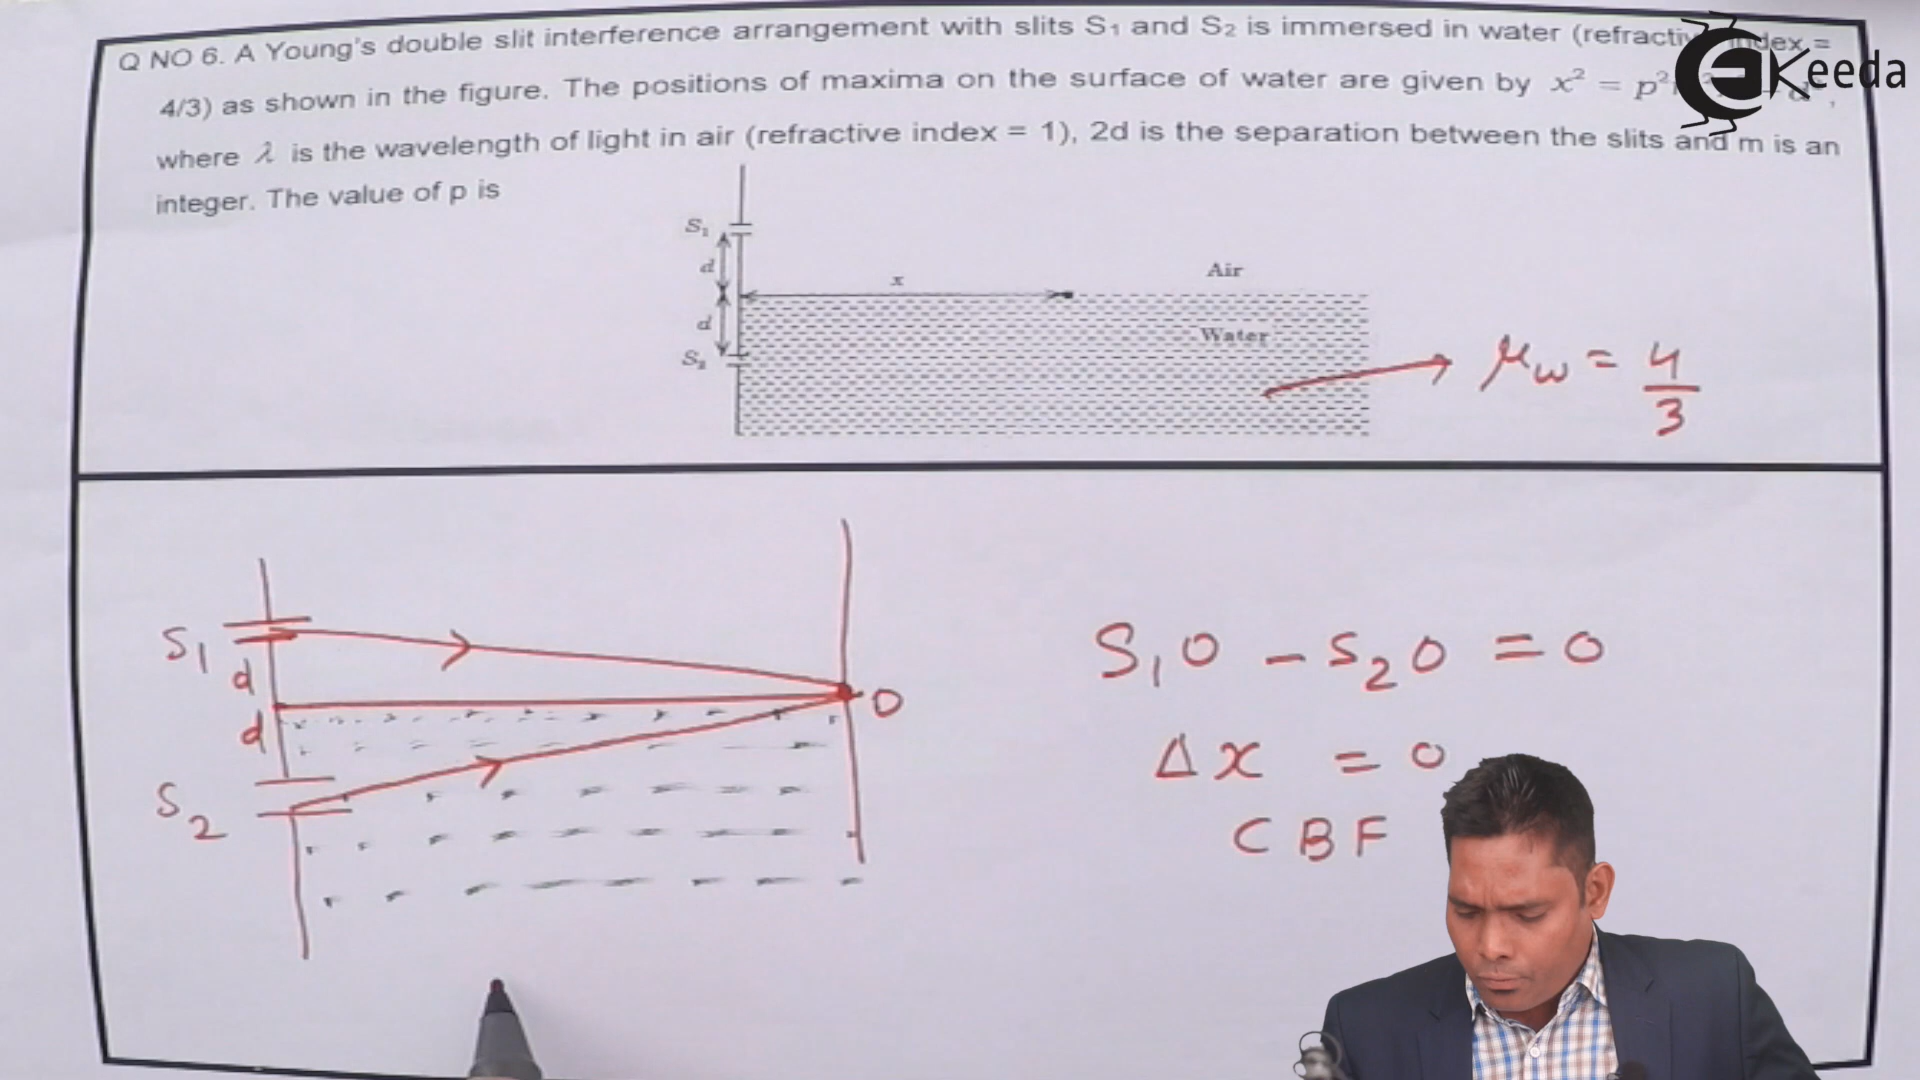 Q NO 6. A Young's double slit interference arrangement with slits S₁ and S₂ is immersed in water (refractiv index =
Keeda
4/3) as shown in the figure. The positions of maxima on the surface of water are given by x² = p²
where λ is the wavelength of light in air (refractive index = 1), 2d is the separation between the slits and m is an
integer. The value of p is
S₁
d
x
Air
d
Water
S₂
μw = 4/3
S₁
d
d
O
S₂
S₁O - S₂O = 0
Δx = 0
CBF